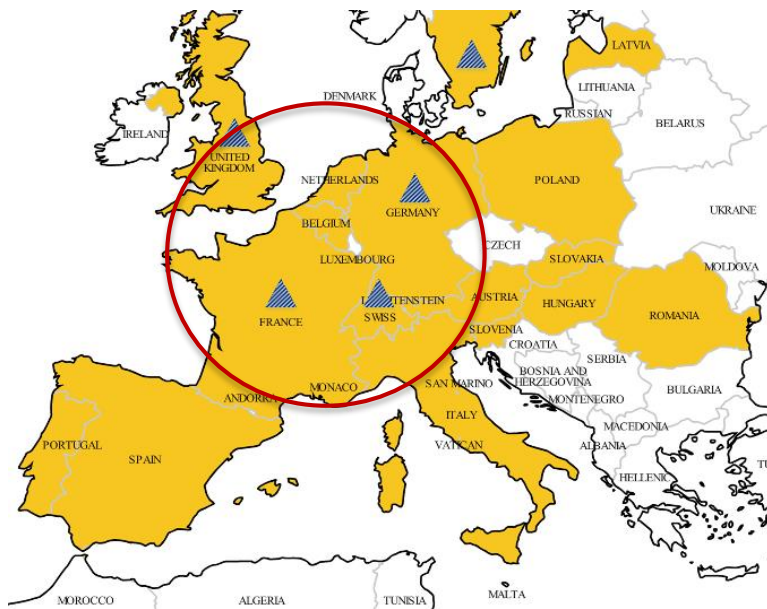 LATVIA
DENMARK
LITHUANIA
RUSSIAN
BELARUS
IRELAND
UNITED
KINGDOM
NETHERLANDS
POLAND
GERMANY
BELGIUM
UKRAINE
CZECH
LUXEMBOURG
SLOVAKIA
MOLDOVA
AUSTRIA
HUNGARY
ROMANIA
FRANCE
SWISS
SLOVENIA
CROATIA
SERBIA
BOSNIA AND
HERZEGOVINA
MONACO
SAN MARINO
ANDORRA
MONTENEGRO
BULGARIA
ITALY
MACEDONIA
PORTUGAL
SPAIN
VATICAN
ALBANIA
HELLENIC
MALTA
MOROCCO
ALGERIA
TUNISIA